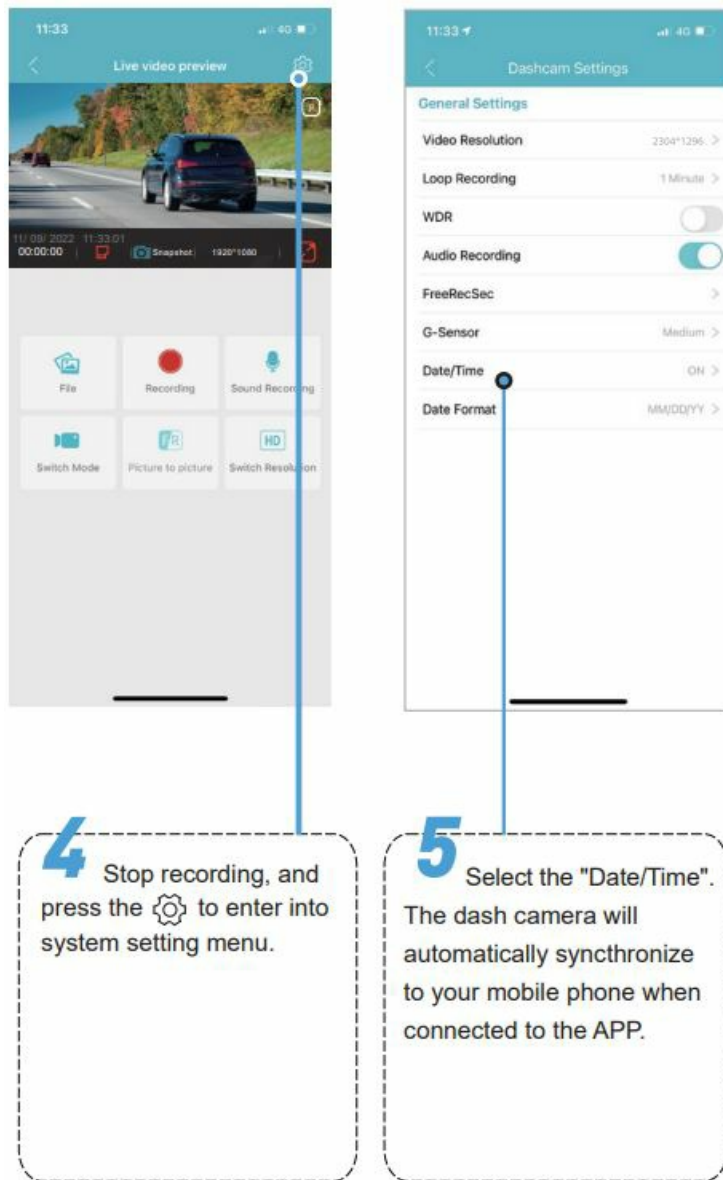 11:33
4G
Live video preview
R
11/ 09/ 2022 11:33:01
00:00:00 Snapshot 1920*1080
File Recording Sound Recording
F/R HD
Switch Mode Picture to picture Switch Resolution
11:33
4G
Dashcam Settings
General Settings
Video Resolution 2304*1296
Loop Recording 1 Minute
WDR
Audio Recording
FreeRecSec
G-Sensor Medium
Date/Time ON
Date Format MM/DD/YY
4 Stop recording, and
press the to enter into
system setting menu.
5 Select the "Date/Time".
The dash camera will
automatically syncthronize
to your mobile phone when
connected to the APP.